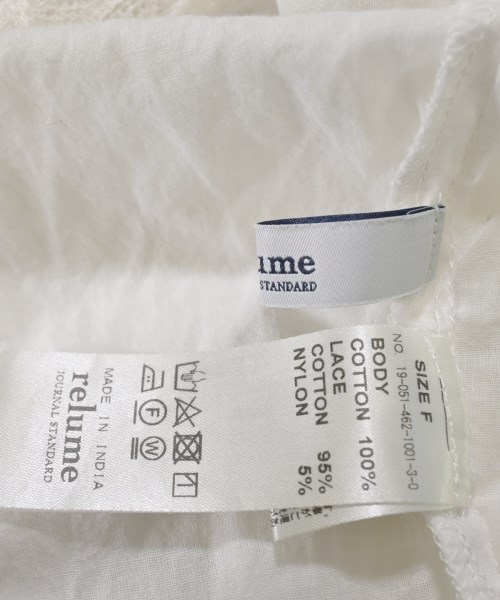 ume
STANDARD
SIZE F
NO. 19-051-462-1001-3-0
BODY
COTTON 100%
LACE
COTTON 95%
NYLON 5%
F W
MADE IN INDIA
relume
JOURNAL STANDARD